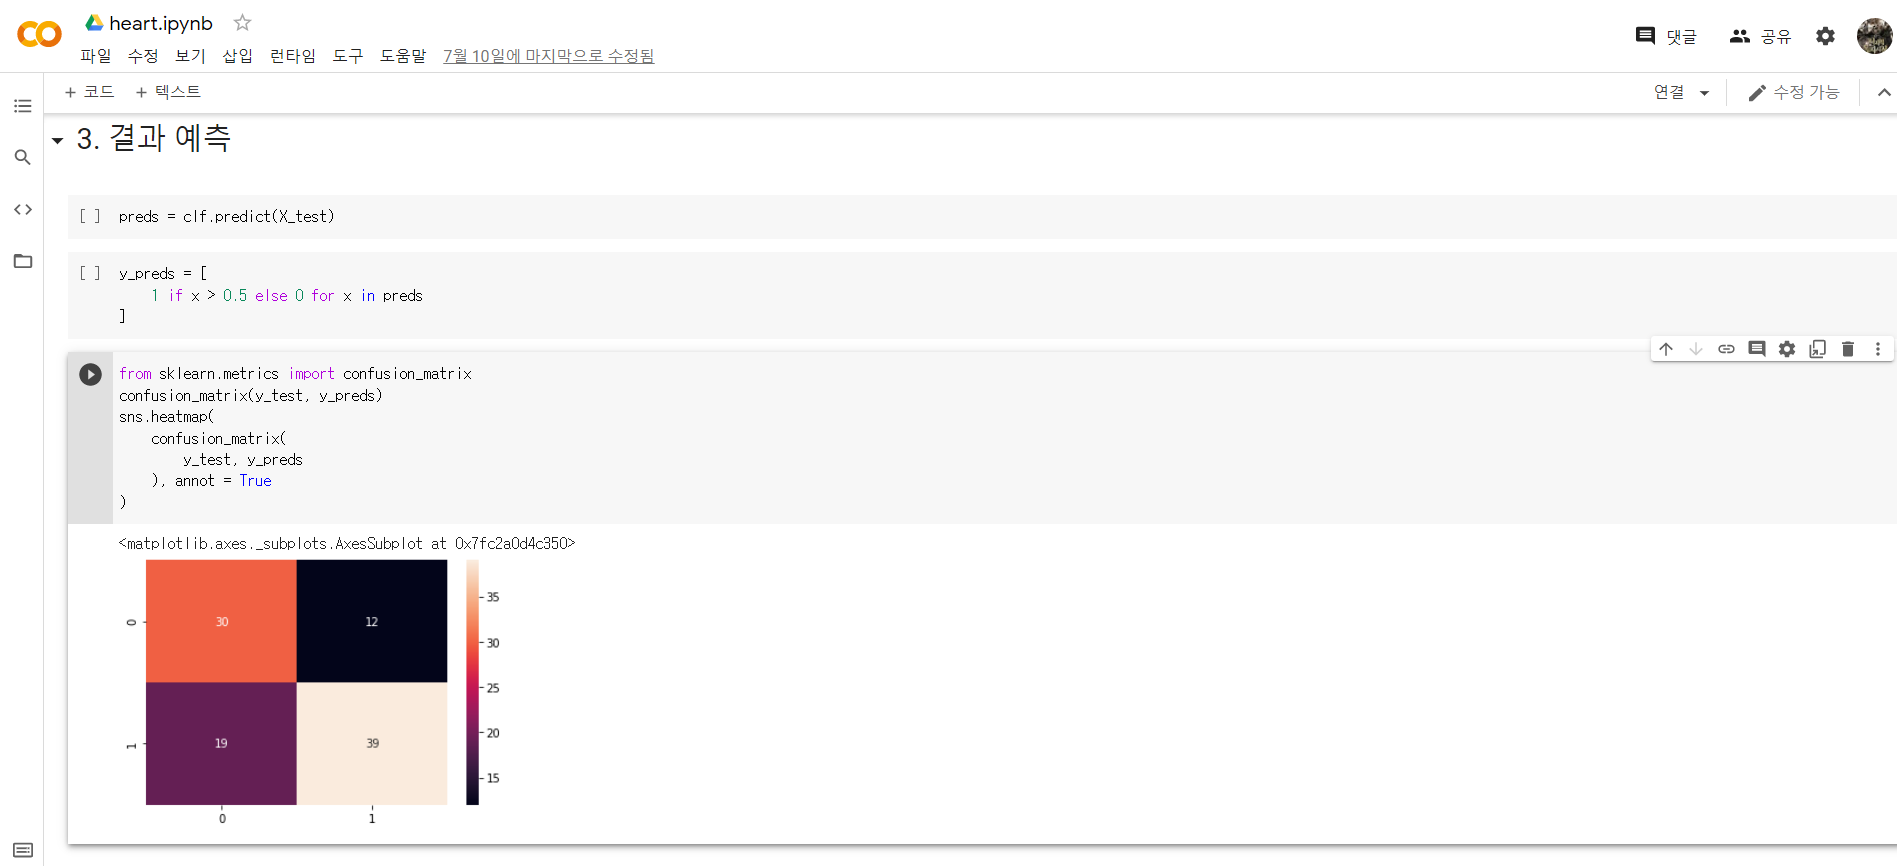 heart.ipynb
파일 수정 보기 삽입 런타임 도구 도움말 7월 10일에 마지막으로 수정됨
댓글 공유
+ 코드 + 텍스트
연결 수정 가능
3. 결과 예측
[ ] preds = clf.predict(X_test)
[ ] y_preds = [
1 if x > 0.5 else 0 for x in preds
]
from sklearn.metrics import confusion_matrix
confusion_matrix(y_test, y_preds)
sns.heatmap(
confusion_matrix(
y_test, y_preds
), annot = True
)
<matplotlib.axes._subplots.AxesSubplot at 0x7fc2a0d4c350>
0
30 12
1
19 39
0 1
35
30
25
20
15